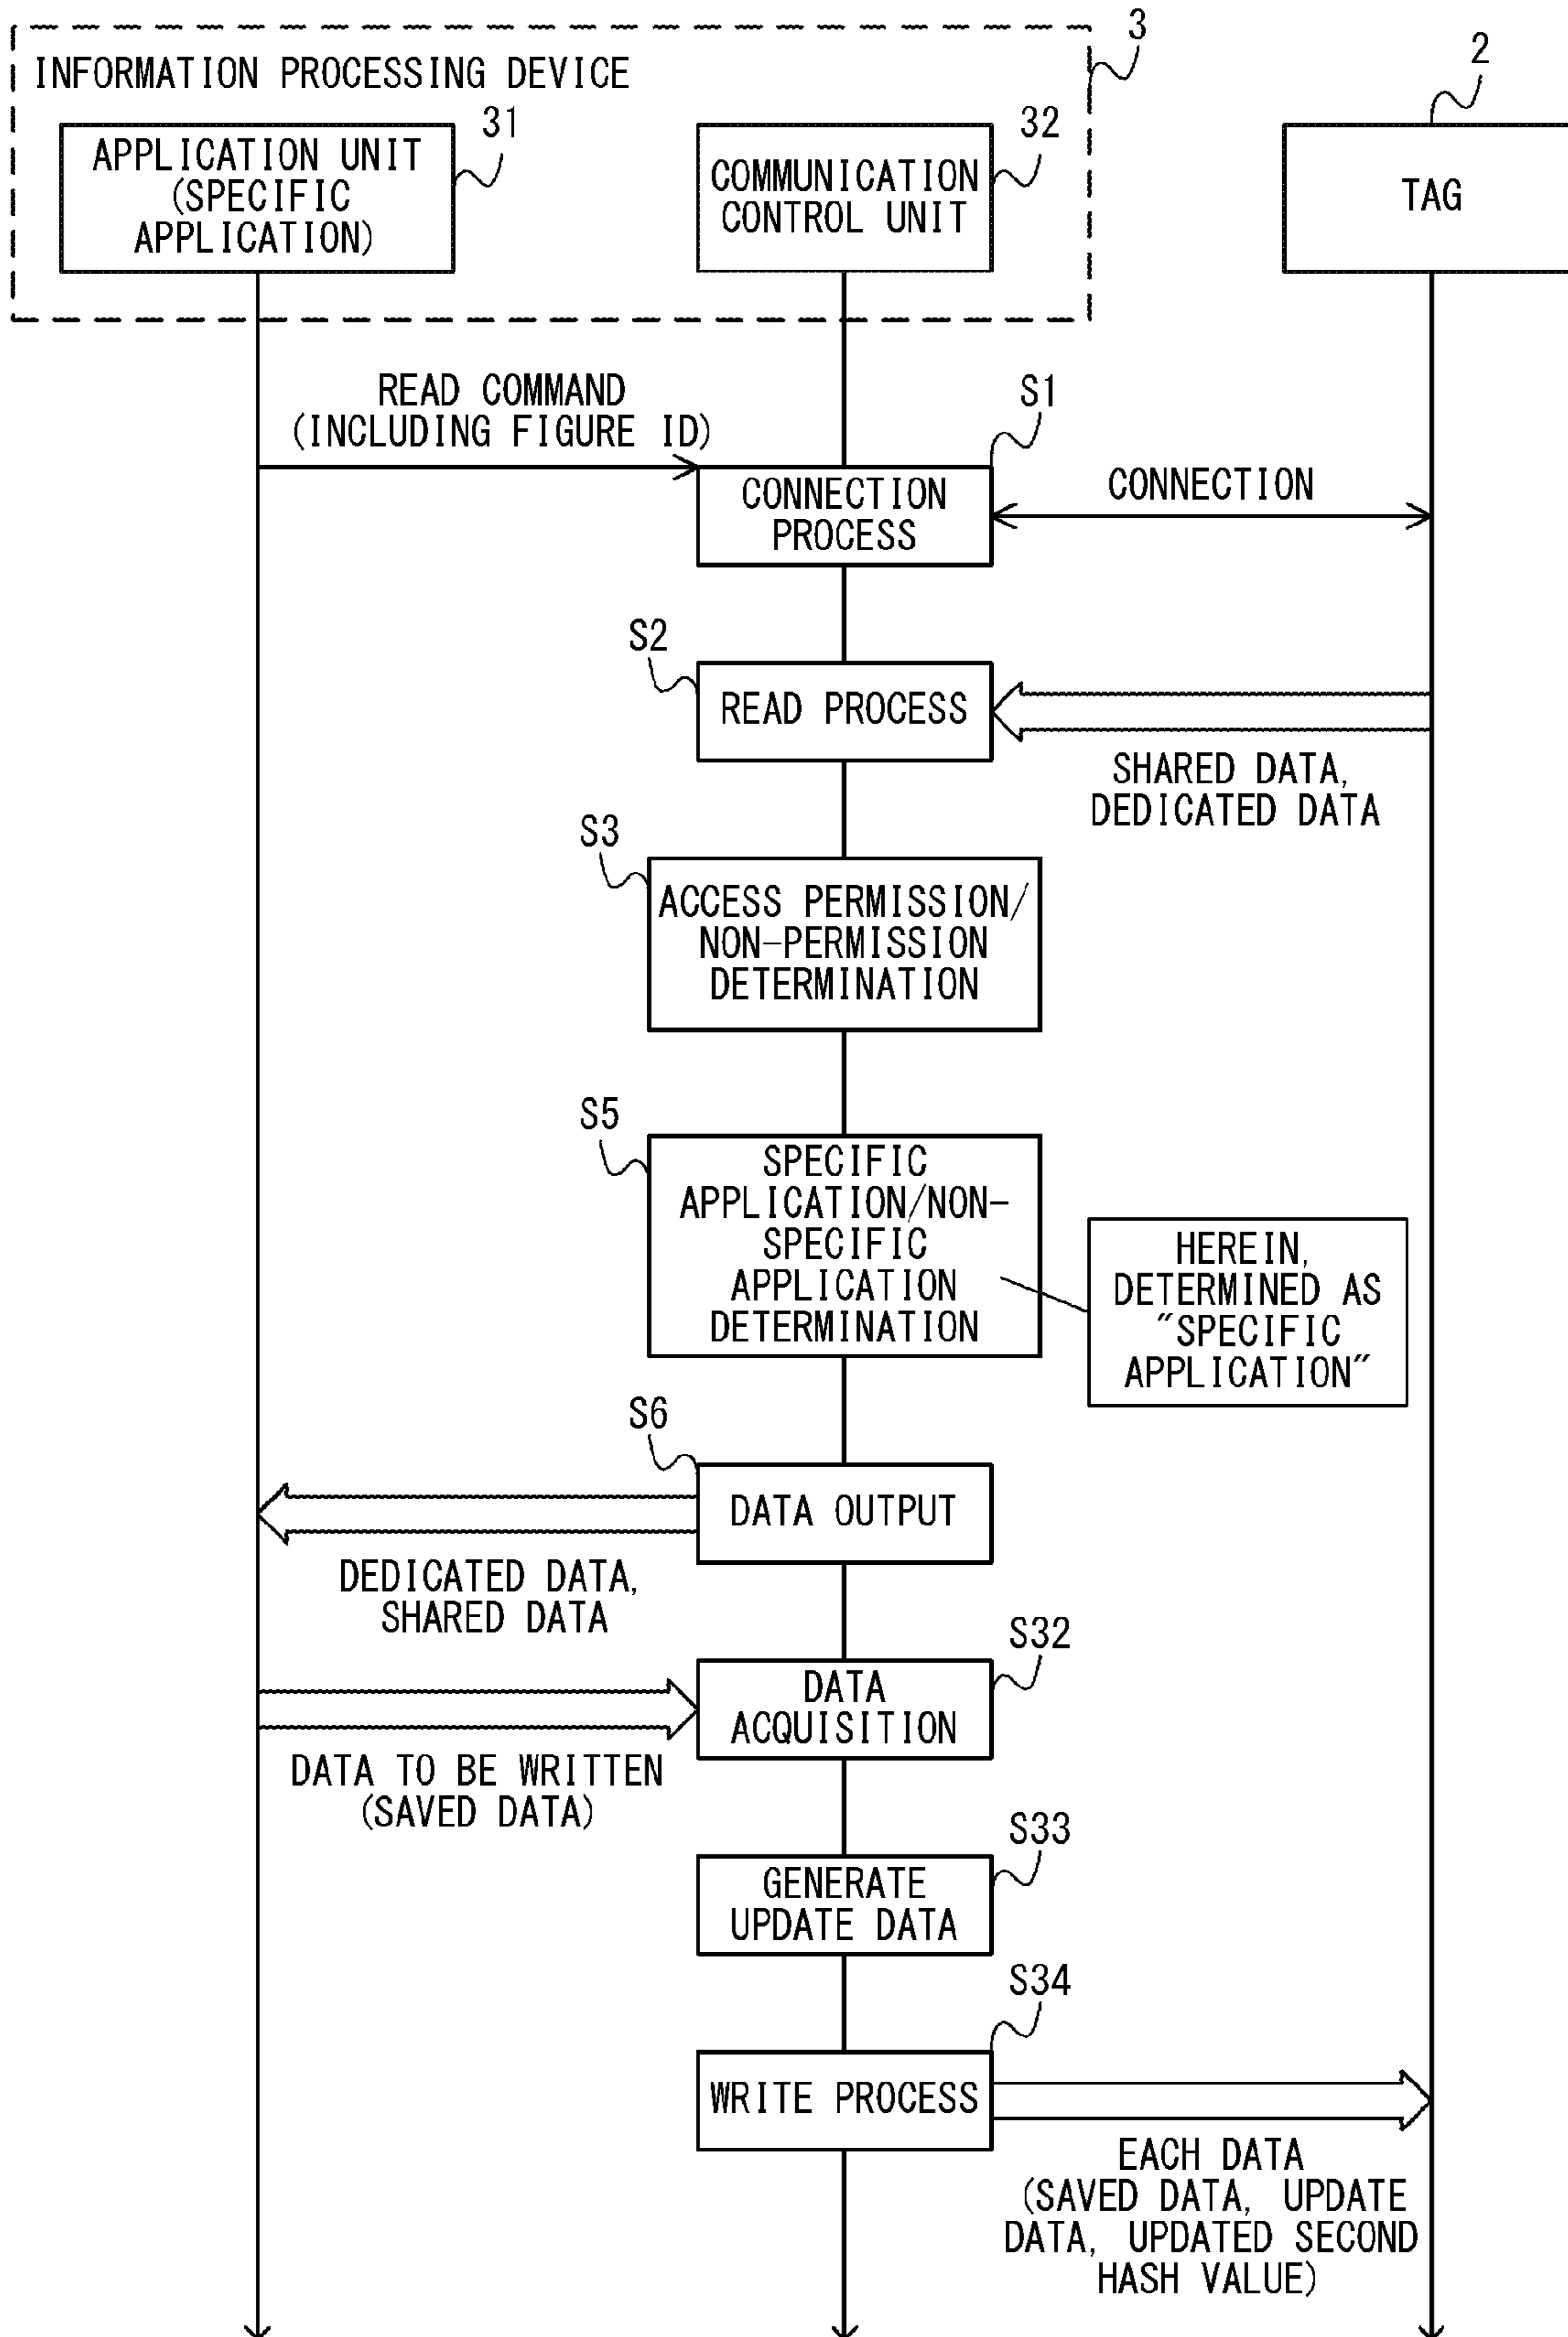 3
INFORMATION PROCESSING DEVICE
2
31
APPLICATION UNIT
(SPECIFIC
APPLICATION)
32
COMMUNICATION
CONTROL UNIT
TAG
READ COMMAND
(INCLUDING FIGURE ID)
S1
CONNECTION
PROCESS
CONNECTION
S2
READ PROCESS
SHARED DATA,
DEDICATED DATA
S3
ACCESS PERMISSION/
NON-PERMISSION
DETERMINATION
S5
SPECIFIC
APPLICATION/NON-
SPECIFIC
APPLICATION
DETERMINATION
HEREIN,
DETERMINED AS
"SPECIFIC
APPLICATION"
S6
DATA OUTPUT
DEDICATED DATA,
SHARED DATA
S32
DATA
ACQUISITION
DATA TO BE WRITTEN
(SAVED DATA)
S33
GENERATE
UPDATE DATA
S34
WRITE PROCESS
EACH DATA
(SAVED DATA, UPDATE
DATA, UPDATED SECOND
HASH VALUE)